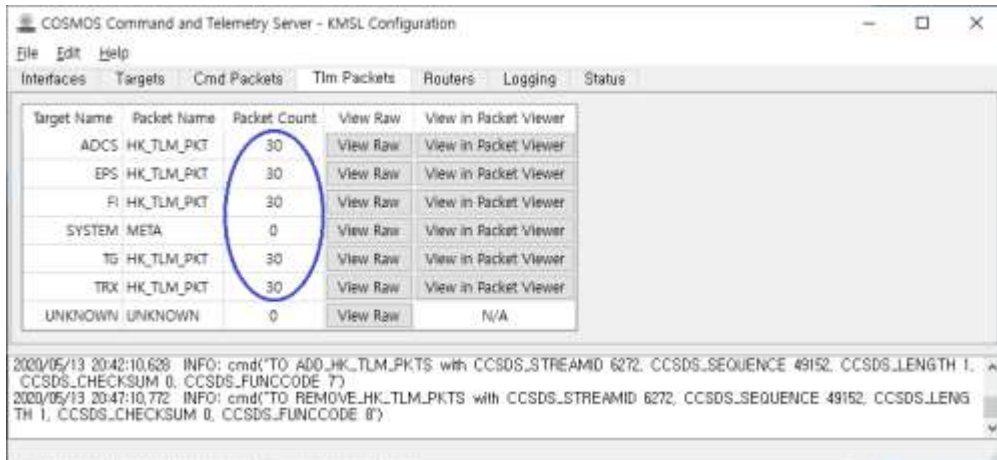 COSMOS Command and Telemetry Server - KMSL Configuration
File Edit Help
Interfaces Targets Cmd Packets Tlm Packets Routers Logging Status
Target Name Packet Name Packet Count View Raw View in Packet Viewer
ADCS HK_TLM_PKT 30 View Raw View in Packet Viewer
EPS HK_TLM_PKT 30 View Raw View in Packet Viewer
FI HK_TLM_PKT 30 View Raw View in Packet Viewer
SYSTEM META 0 View Raw View in Packet Viewer
TG HK_TLM_PKT 30 View Raw View in Packet Viewer
TRX HK_TLM_PKT 30 View Raw View in Packet Viewer
UNKNOWN UNKNOWN 0 View Raw N/A
2020/05/13 20:42:10,628 INFO: cmd("TO ADD_HK_TLM_PKTS with CCSDS_STREAMID 6272, CCSDS_SEQUENCE 49152, CCSDS_LENGTH 1,
CCSDS_CHECKSUM 0, CCSDS_FUNCCODE 7")
2020/05/13 20:47:10,772 INFO: cmd("TO REMOVE_HK_TLM_PKTS with CCSDS_STREAMID 6272, CCSDS_SEQUENCE 49152, CCSDS_LENG
TH 1, CCSDS_CHECKSUM 0, CCSDS_FUNCCODE 8")